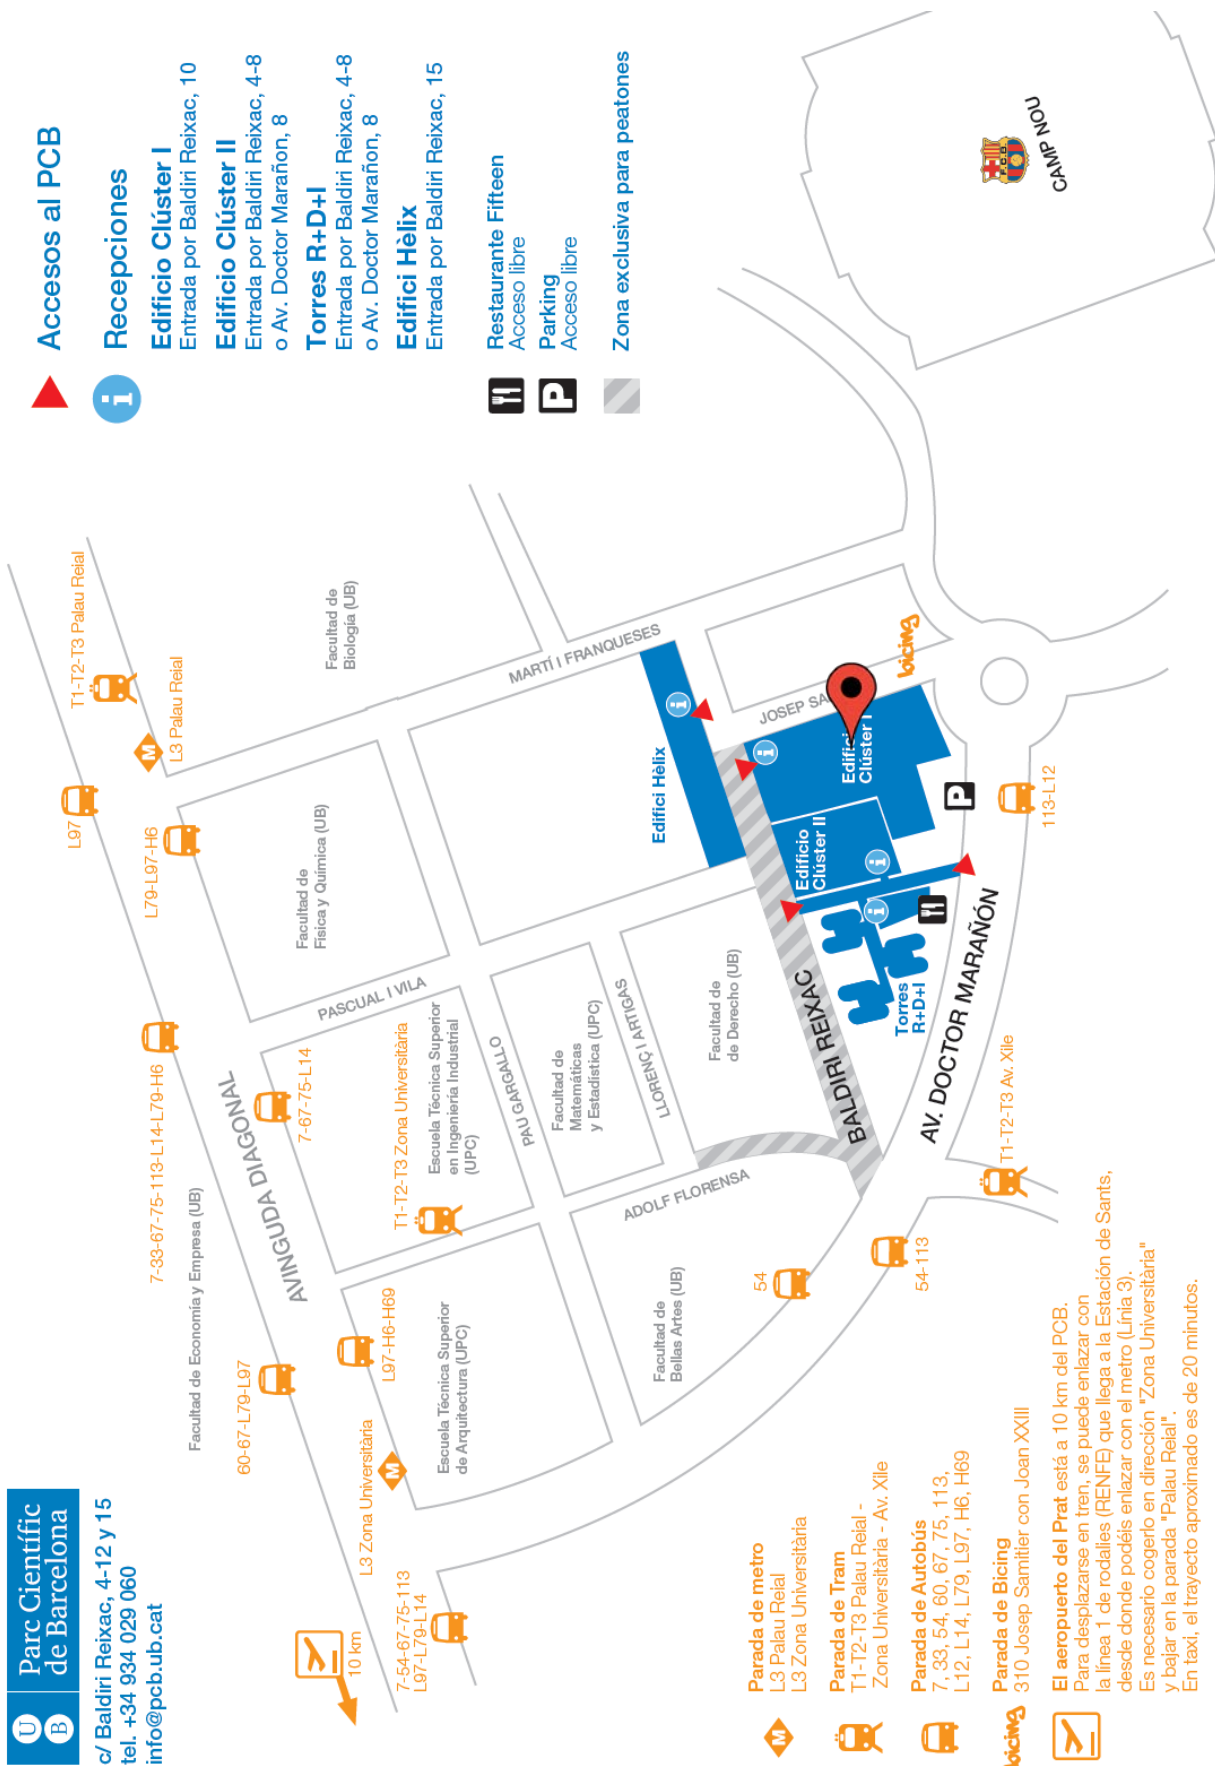 U B
Parc Científic
de Barcelona
c/ Baldiri Reixac, 4-12 y 15
tel. +34 934 029 060
info@pcb.ub.cat
Accesos al PCB
Recepciones
Edificio Clúster I
Entrada por Baldiri Reixac, 10
Edificio Clúster II
Entrada por Baldiri Reixac, 4-8
o Av. Doctor Marañon, 8
Torres R+D+I
Entrada por Baldiri Reixac, 4-8
o Av. Doctor Marañon, 8
Edifici Hèlix
Entrada por Baldiri Reixac, 15
Restaurante Fifteen
Acceso libre
P
Parking
Acceso libre
Zona exclusiva para peatones
10 km
7-54-67-75-113
L97-L79-L14
L3 Zona Universitària
M
60-67-L79-L97
Facultad de Economía y Empresa (UB)
7-33-67-75-113-L14-L79-H6
L97
T1-T2-T3 Palau Reial
M
L3 Palau Reial
L79-L97-H6
AVINGUDA DIAGONAL
7-67-75-L14
L97-H6-H69
T1-T2-T3 Zona Universitària
Escuela Técnica Superior
de Arquitectura (UPC)
Escuela Técnica Superior
en Ingeniería Industrial
(UPC)
PASCUAL I VILA
Facultad de
Física y Química (UB)
Facultad de
Biología (UB)
MARTÍ I FRANQUESES
PAU GARGALLO
Facultad de
Matemáticas
y Estadística (UPC)
LLORENÇ I ARTIGAS
Facultad de
Bellas Artes (UB)
ADOLF FLORENSA
Facultad
de Derecho (UB)
Edifici Hèlix
JOSEP SA
BALDIRI REIXAC
Edificio
Clúster II
Edifici
Clúster I
Torres
R+D+I
bicing
P
AV. DOCTOR MARAÑÓN
54
54-113
T1-T2-T3 Av. Xile
113-L12
F.C.B.
CAMP NOU
M
Parada de metro
L3 Palau Reial
L3 Zona Universitària
Parada de Tram
T1-T2-T3 Palau Reial -
Zona Universitària - Av. Xile
Parada de Autobús
7, 33, 54, 60, 67, 75, 113,
L12, L14, L79, L97, H6, H69
bicing
Parada de Bicing
310 Josep Samitier con Joan XXIII
El aeropuerto del Prat está a 10 km del PCB.
Para desplazarse en tren, se puede enlazar con
la línea 1 de rodalies (RENFE) que llega a la Estación de Sants,
desde donde podéis enlazar con el metro (Línia 3).
Es necesario cogerlo en dirección "Zona Universitària"
y bajar en la parada "Palau Reial".
En taxi, el trayecto aproximado es de 20 minutos.